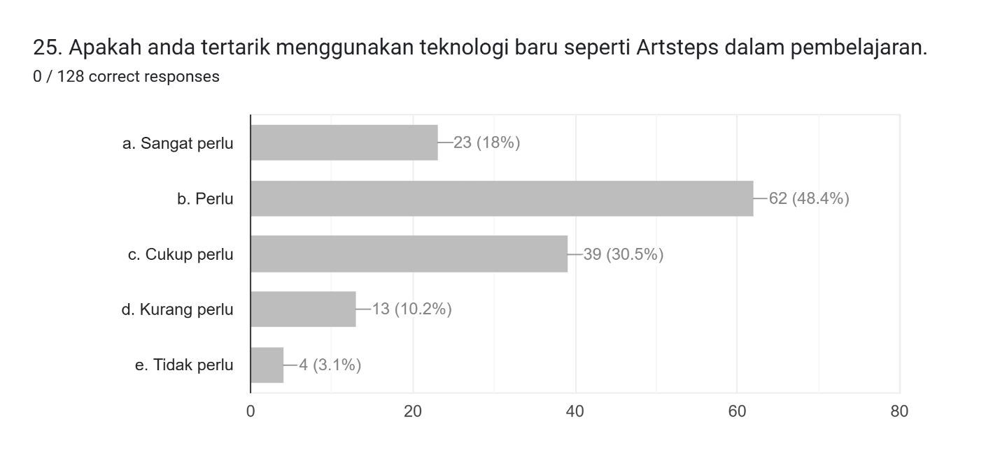 25. Apakah anda tertarik menggunakan teknologi baru seperti Artsteps dalam pembelajaran.
0 / 128 correct responses
a. Sangat perlu
23 (18%)
b. Perlu
62 (48.4%)
c. Cukup perlu
39 (30.5%)
d. Kurang perlu
13 (10.2%)
e. Tidak perlu
4 (3.1%)
0 20 40 60 80